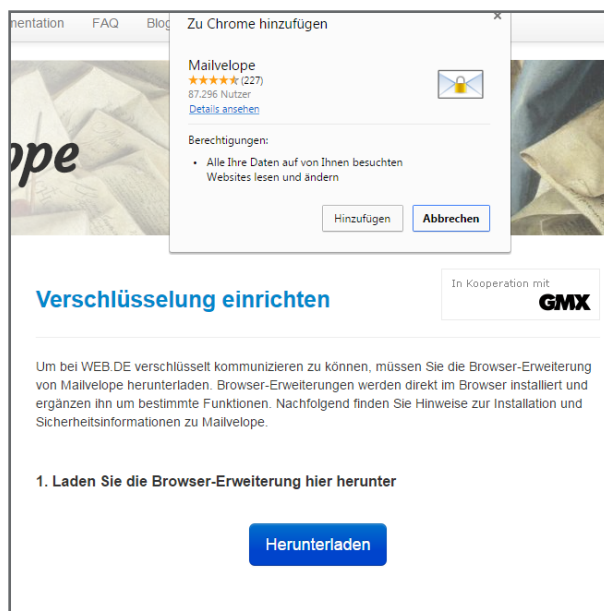 mentation FAQ Blog
Zu Chrome hinzufügen
×
Mailvelope
(227)
87.296 Nutzer
Details ansehen
Berechtigungen:
• Alle Ihre Daten auf von Ihnen besuchten
Websites lesen und ändern
Hinzufügen Abbrechen
ope
Verschlüsselung einrichten
In Kooperation mit
GMX
Um bei WEB.DE verschlüsselt kommunizieren zu können, müssen Sie die Browser-Erweiterung
von Mailvelope herunterladen. Browser-Erweiterungen werden direkt im Browser installiert und
ergänzen ihn um bestimmte Funktionen. Nachfolgend finden Sie Hinweise zur Installation und
Sicherheitsinformationen zu Mailvelope.
1. Laden Sie die Browser-Erweiterung hier herunter
Herunterladen